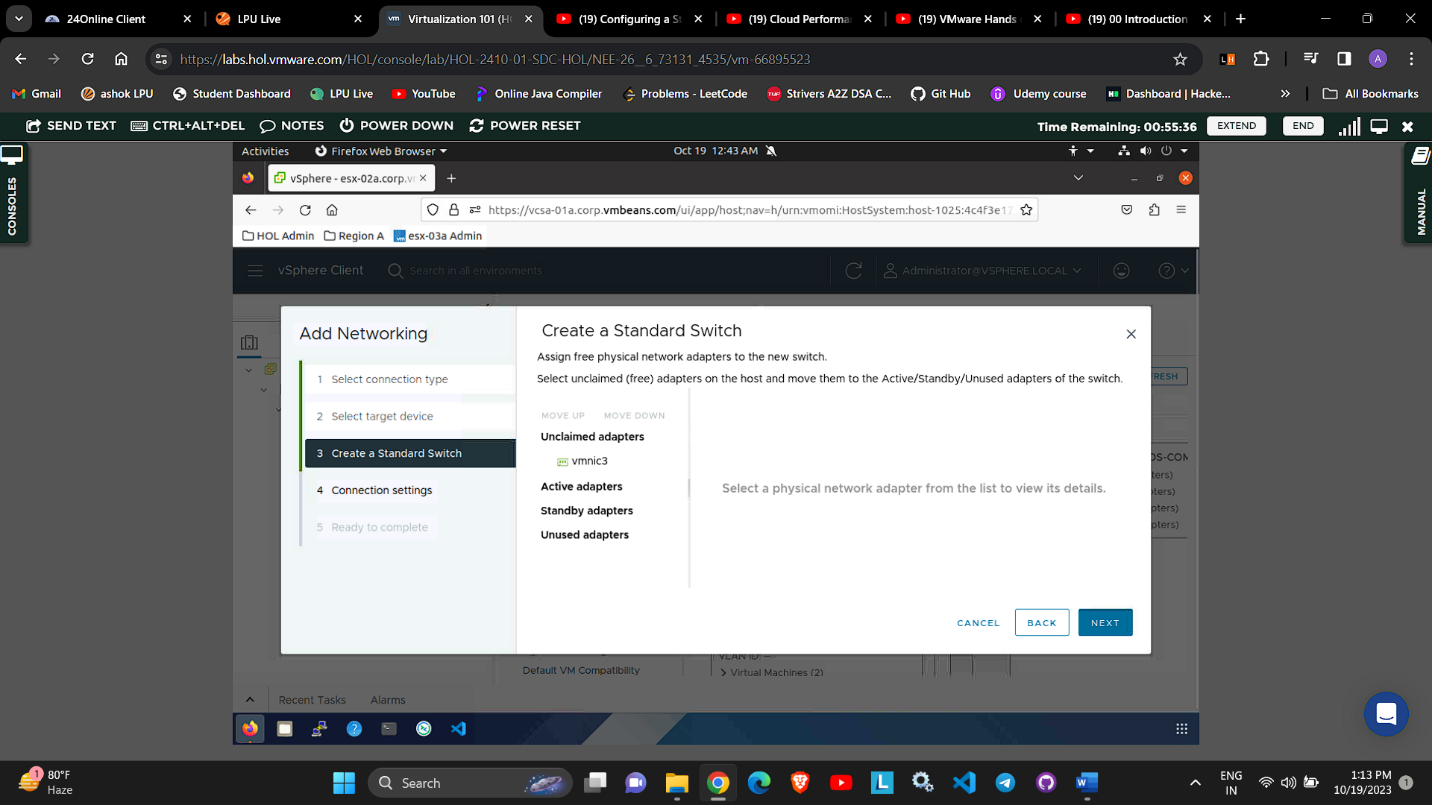 24Online Client
LPU Live
Virtualization 101 (HO
(19) Configuring a St
(19) Cloud Performa
(19) VMware Hands
(19) 00 Introduction
https://labs.hol.vmware.com/HOL/console/lab/HOL-2410-01-SDC-HOL/NEE-26__6_73131_4535/vm-66895523
A
Gmail
ashok LPU
Student Dashboard
LPU Live
YouTube
Online Java Compiler
Problems - LeetCode
Strivers A2Z DSA C...
Git Hub
Udemy course
Dashboard | Hacke...
All Bookmarks
SEND TEXT
CTRL+ALT+DEL
NOTES
POWER DOWN
POWER RESET
Time Remaining: 00:55:36
EXTEND
END
CONSOLES
MANUAL
Activities
Firefox Web Browser
Oct 19 12:43 AM
vSphere - esx-02a.corp.v
https://vcsa-01a.corp.vmbeans.com/ui/app/host;nav=h/urn:vmomi:HostSystem:host-1025:4c4f3e17
HOL Admin
Region A
esx-03a Admin
vSphere Client
Search in all environments
Administrator@VSPHERE.LOCAL
Add Networking
1 Select connection type
2 Select target device
3 Create a Standard Switch
4 Connection settings
5 Ready to complete
Create a Standard Switch
Assign free physical network adapters to the new switch.
Select unclaimed (free) adapters on the host and move them to the Active/Standby/Unused adapters of the switch.
MOVE UP
MOVE DOWN
Unclaimed adapters
vmnic3
Active adapters
Standby adapters
Unused adapters
Select a physical network adapter from the list to view its details.
CANCEL
BACK
NEXT
RESH
OS-COM
ters)
pters)
pters)
pters)
VLAN ID: --
Default VM Compatibility
Virtual Machines (2)
Recent Tasks
Alarms
1
80°F
Haze
Search
ENG
IN
1:13 PM
10/19/2023
1